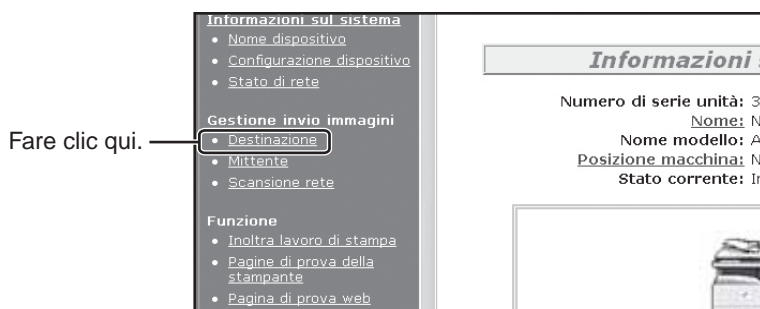 Informazioni sul sistema
• Nome dispositivo
• Configurazione dispositivo
• Stato di rete
Gestione invio immagini
• Destinazione
• Mittente
• Scansione rete
Funzione
• Inoltra lavoro di stampa
• Pagine di prova della
stampante
• Pagina di prova web
Fare clic qui.
Informazioni
Numero di serie unità: 3
Nome: N
Nome modello: A
Posizione macchina: N
Stato corrente: I